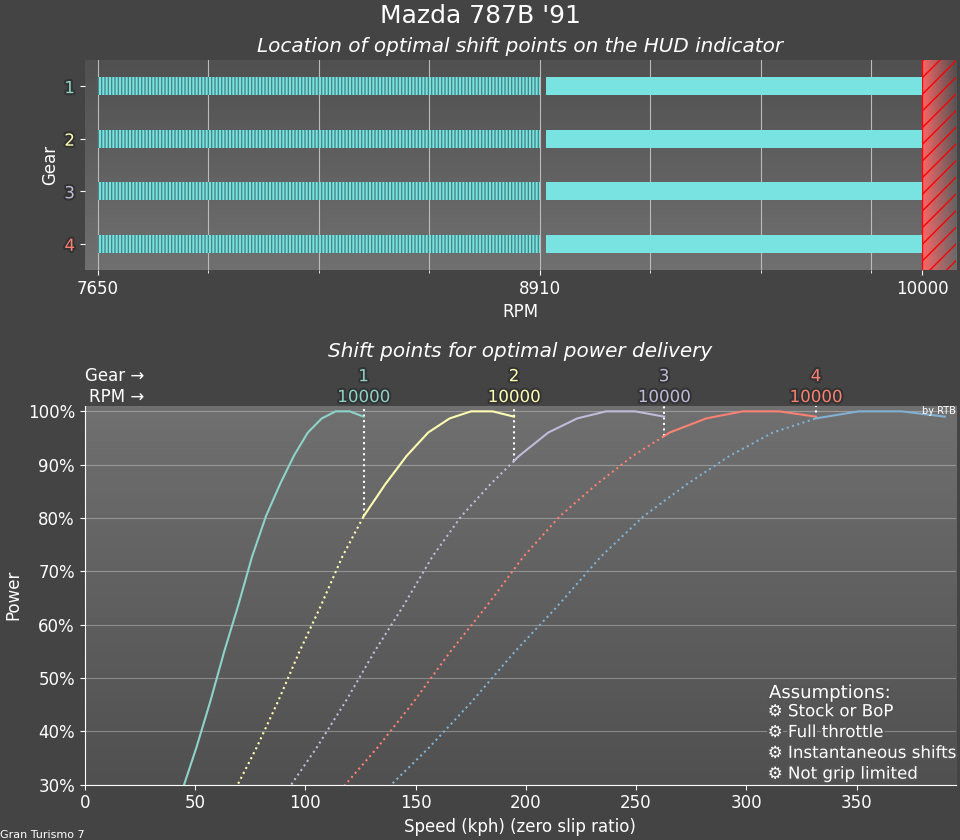 Mazda 787B '91
Location of optimal shift points on the HUD indicator
Gear
1
2
3
4
7650 8910 10000
RPM
Shift points for optimal power delivery
Gear → 1 2 3 4
RPM → 10000 10000 10000 10000
by RTB
Power
100%
90%
80%
70%
60%
50%
40%
30%
Assumptions:
⚙ Stock or BoP
⚙ Full throttle
⚙ Instantaneous shifts
⚙ Not grip limited
0 50 100 150 200 250 300 350
Speed (kph) (zero slip ratio)
Gran Turismo 7